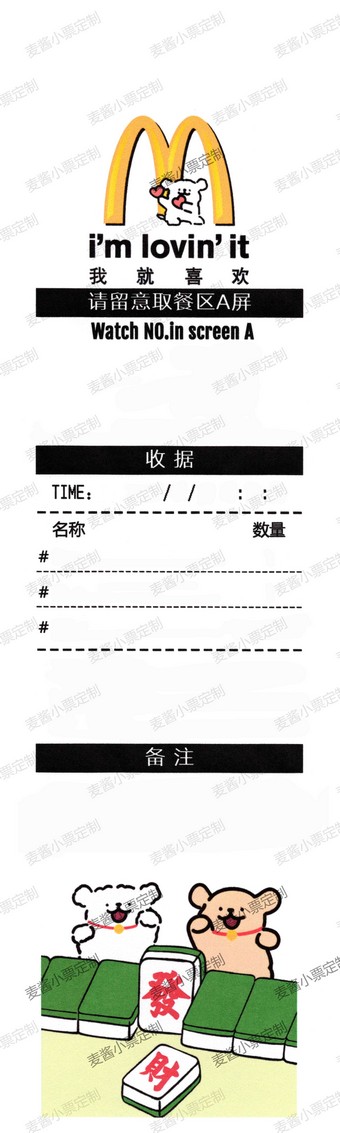 i'm lovin' it
我就喜欢
请留意取餐区A屏
Watch NO.in screen A
收据
TIME: / / : :
名称 数量
#
#
#
备注
發
財
麦酱小票定制